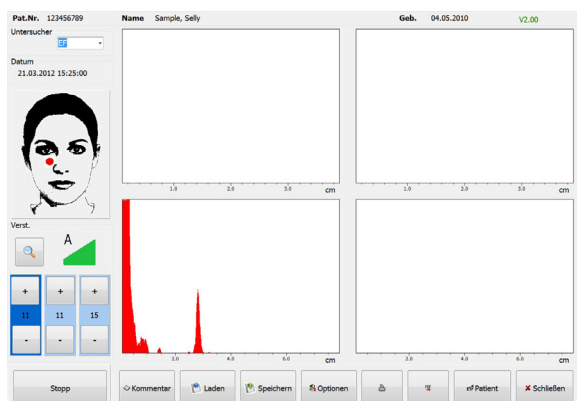 Pat.Nr. 123456789 Name Sample, Selly Geb. 04.05.2010 V2.00
Untersucher
EF
Datum
21.03.2012 15:25:00
1.0 2.0 3.0 cm
1.0 2.0 3.0 cm
Verst.
A
+ + +
11 11 15
- - -
2.0 4.0 6.0 cm
2.0 4.0 6.0 cm
Stopp Kommentar Laden Speichern Optionen Patient Schließen